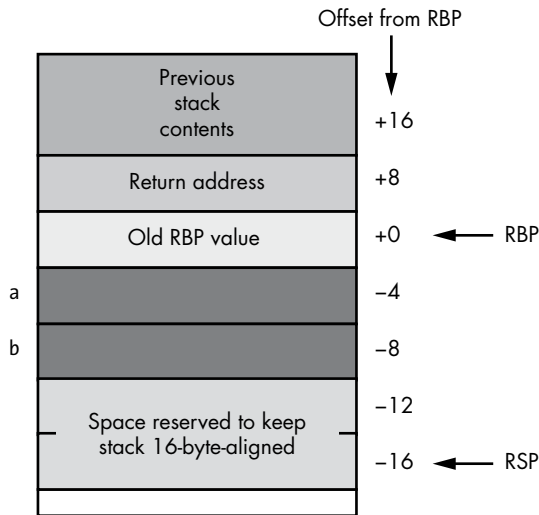 Offset from RBP
Previous
stack
contents
+16
Return address
+8
Old RBP value
+0
RBP
a
−4
b
−8
Space reserved to keep
stack 16-byte-aligned
−12
−16
RSP